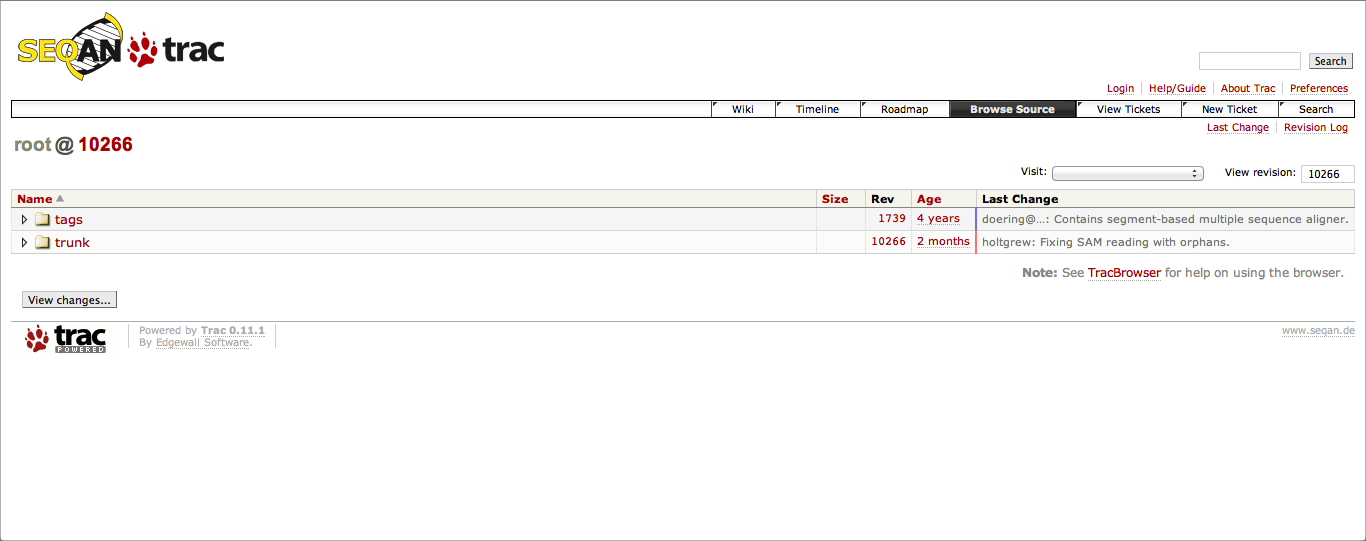 SEQAN trac
Search
Login Help/Guide About Trac Preferences
Wiki Timeline Roadmap Browse Source View Tickets New Ticket Search
Last Change Revision Log
root @ 10266
Visit: View revision: 10266
Name Size Rev Age Last Change
tags 1739 4 years doering@…: Contains segment-based multiple sequence aligner.
trunk 10266 2 months holtgrew: Fixing SAM reading with orphans.
Note: See TracBrowser for help on using the browser.
View changes...
trac POWERED
Powered by Trac 0.11.1
By Edgewall Software.
www.seqan.de